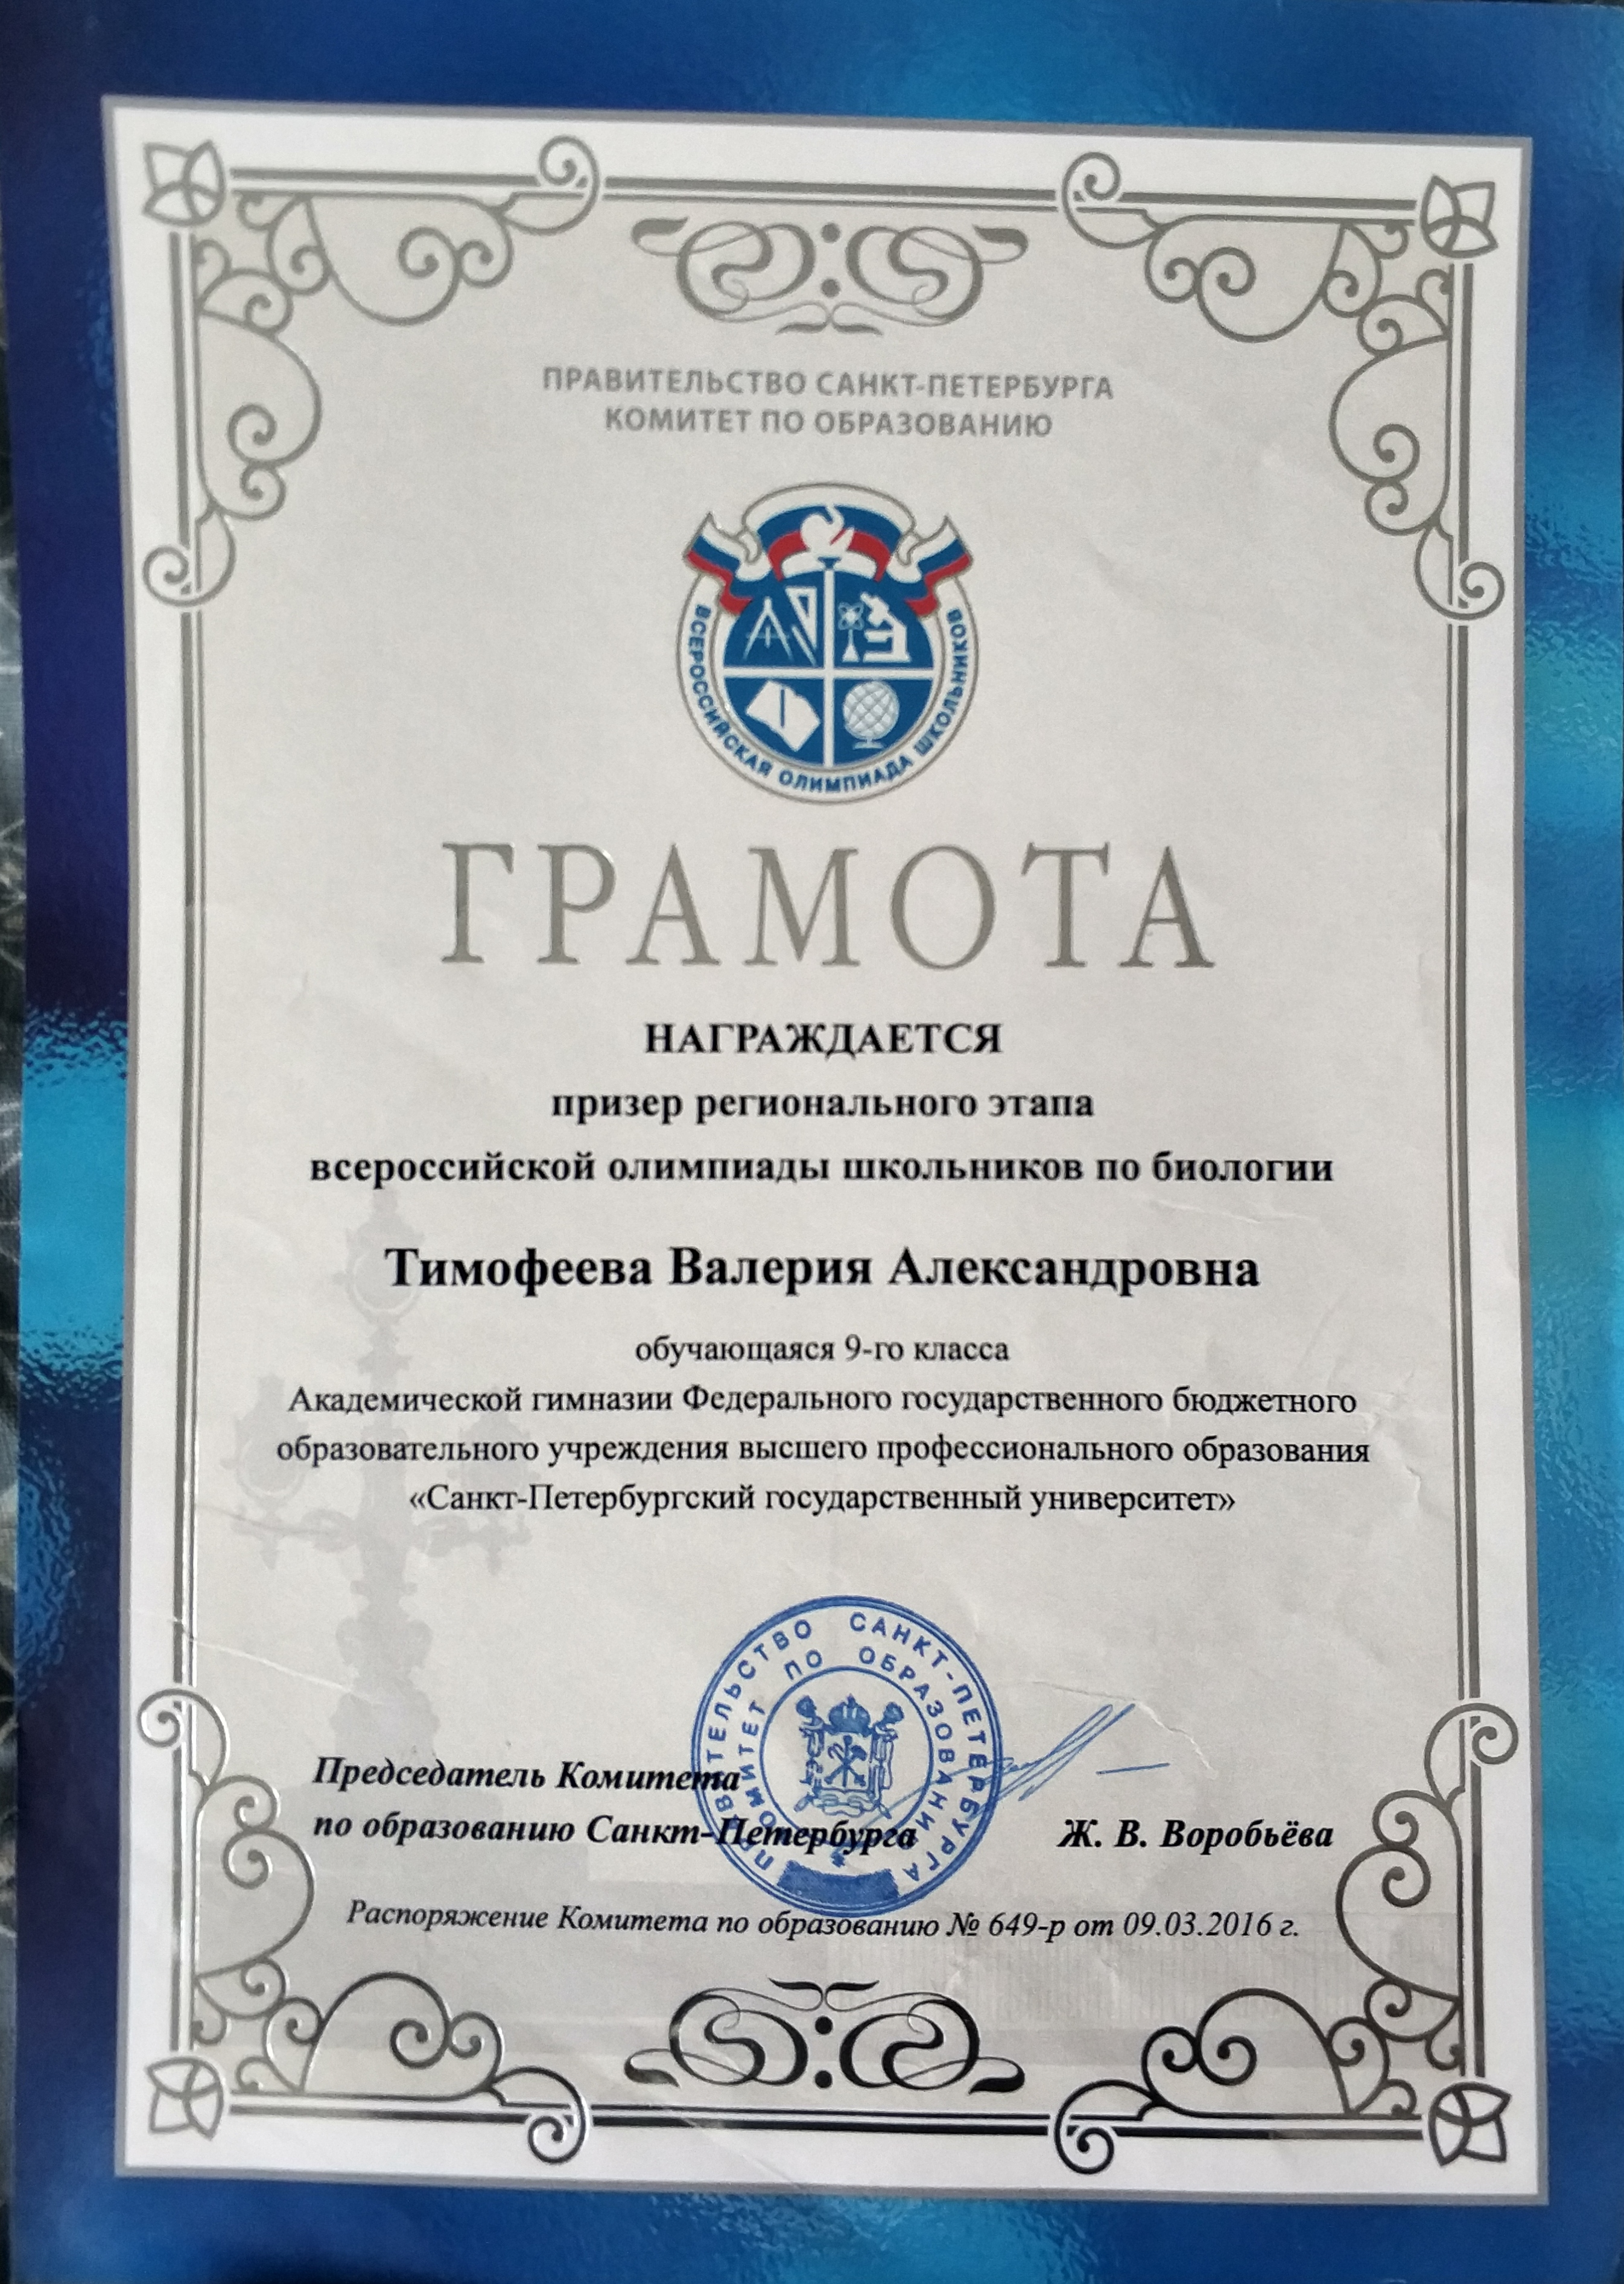 ПРАВИТЕЛЬСТВО САНКТ-ПЕТЕРБУРГА
КОМИТЕТ ПО ОБРАЗОВАНИЮ
ВСЕРОССИЙСКАЯ ОЛИМПИАДА ШКОЛЬНИКОВ
ГРАМОТА
НАГРАЖДАЕТСЯ
призер регионального этапа
всероссийской олимпиады школьников по биологии
Тимофеева Валерия Александровна
обучающаяся 9-го класса
Академической гимназии Федерального государственного бюджетного
образовательного учреждения высшего профессионального образования
«Санкт-Петербургский государственный университет»
ПРАВИТЕЛЬСТВО САНКТ-ПЕТЕРБУРГА
КОМИТЕТ ПО ОБРАЗОВАНИЮ
Председатель Комитета
по образованию Санкт-Петербурга Ж. В. Воробьёва
Распоряжение Комитета по образованию № 649-р от 09.03.2016 г.